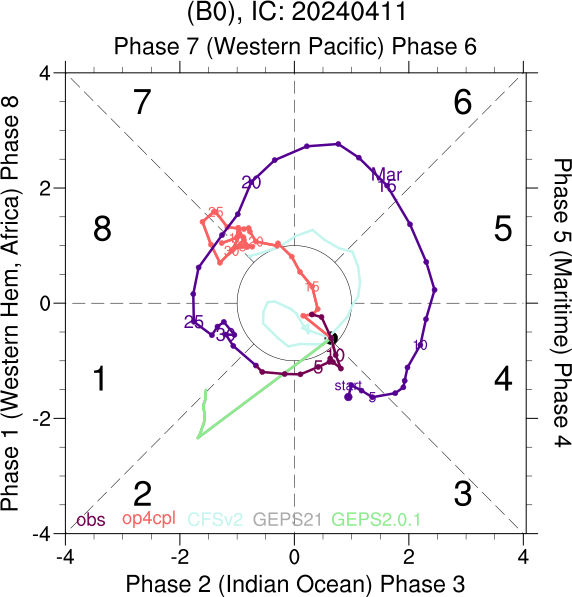 (B0), IC: 20240411
Phase 7 (Western Pacific) Phase 6
4
7
6
Mar
20
15
2
25
8
5
15
0
25
10
10
5
start
5
1
4
-2
2
3
obs op4cpl CFSv2 GEPS21 GEPS2.0.1
-4
-4 -2 0 2 4
Phase 2 (Indian Ocean) Phase 3
Phase 1 (Western Hem, Africa) Phase 8
Phase 5 (Maritime) Phase 4